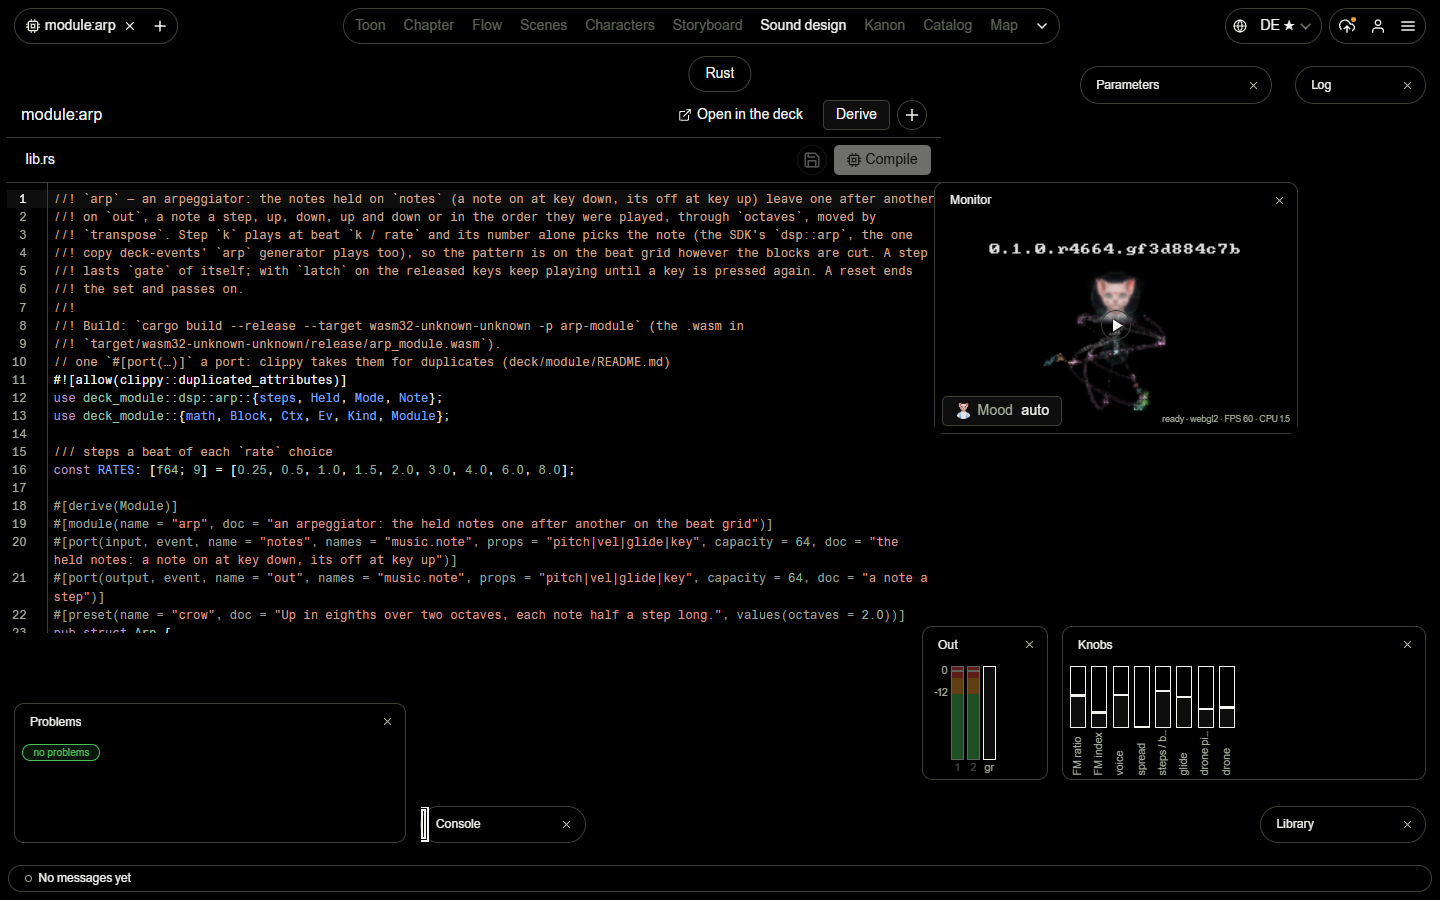 module:arp
Toon Chapter Flow Scenes Characters Storyboard Sound design Kanon Catalog Map
DE ★
Rust
Parameters
Log
module:arp
Open in the deck
Derive
lib.rs
Compile
1 //! `arp` — an arpeggiator: the notes held on `notes` (a note on at key down, its off at key up) leave one after another
2 //! on `out`, a note a step, up, down, up and down or in the order they were played, through `octaves`, moved by
3 //! `transpose`. Step `k` plays at beat `k / rate` and its number alone picks the note (the SDK's `dsp::arp`, the one
4 //! copy deck-events' `arp` generator plays too), so the pattern is on the beat grid however the blocks are cut. A step
5 //! lasts `gate` of itself; with `latch` on the released keys keep playing until a key is pressed again. A reset ends
6 //! the set and passes on.
7 //!
8 //! Build: `cargo build --release --target wasm32-unknown-unknown -p arp-module` (the .wasm in
9 //! `target/wasm32-unknown-unknown/release/arp_module.wasm`).
10 // one `#[port(…)]` a port: clippy takes them for duplicates (deck/module/README.md)
11 #![allow(clippy::duplicated_attributes)]
12 use deck_module::dsp::arp::{steps, Held, Mode, Note};
13 use deck_module::{math, Block, Ctx, Ev, Kind, Module};
14
15 /// steps a beat of each `rate` choice
16 const RATES: [f64; 9] = [0.25, 0.5, 1.0, 1.5, 2.0, 3.0, 4.0, 6.0, 8.0];
17
18 #[derive(Module)]
19 #[module(name = "arp", doc = "an arpeggiator: the held notes one after another on the beat grid")]
20 #[port(input, event, name = "notes", names = "music.note", props = "pitch|vel|glide|key", capacity = 64, doc = "the
held notes: a note on at key down, its off at key up")]
21 #[port(output, event, name = "out", names = "music.note", props = "pitch|vel|glide|key", capacity = 64, doc = "a note a
step")]
22 #[preset(name = "crow", doc = "Up in eighths over two octaves, each note half a step long.", values(octaves = 2.0))]
23 pub struct Arp {
Monitor
0.1.0.r4664.gf3d884c7b
Mood auto
ready · webgl2 · FPS 60 · CPU 1.5
Out
0
-12
1 2 gr
Knobs
FM ratio
FM index
voice
spread
steps / b…
glide
drone pi…
drone
Problems
no problems
Console
Library
No messages yet